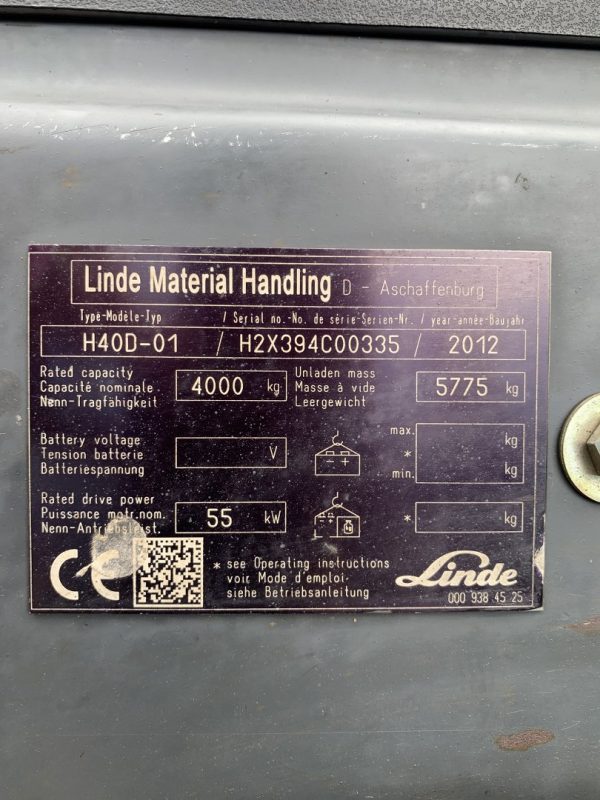 Linde Material Handling D - Aschaffenburg
Type-Modèle-Typ / Serial no.-No. de série-Serien-Nr. / year-année-Baujahr
H40D-01 / H2X394C00335 / 2012
Rated capacity
Capacité nominale
Nenn-Tragfähigkeit
4000 kg
Unladen mass
Masse à vide
Leergewicht
5775 kg
Battery voltage
Tension batterie
Batteriespannung
V
max.
*
min.
kg
kg
Rated drive power
Puissance motr.nom.
Nenn-Antriebsleist.
55 kW
* kg
CE
* see Operating instructions
voir Mode d'emploi-
siehe Betriebsanleitung
Linde
000 938 45 25